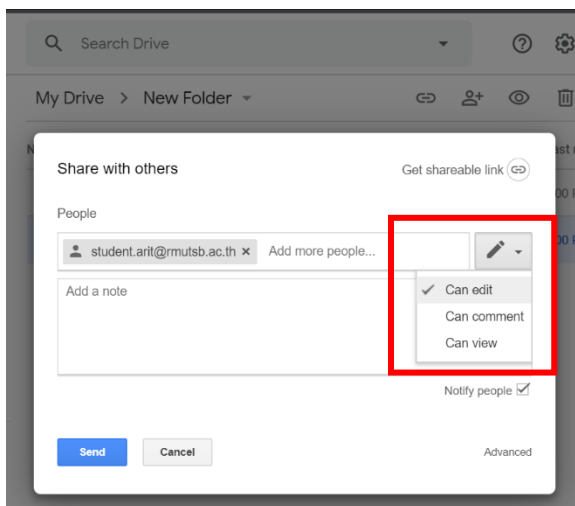 Search Drive
My Drive > New Folder
Share with others
Get shareable link
People
student.arit@rmutsb.ac.th × Add more people...
Add a note
Can edit
Can comment
Can view
Notify people
Send
Cancel
Advanced